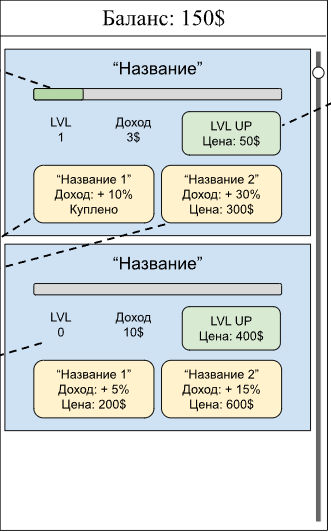 Баланс: 150$
“Название”
LVL Доход LVL UP
1 3$ Цена: 50$
“Название 1” “Название 2”
Доход: + 10% Доход: + 30%
Куплено Цена: 300$
“Название”
LVL Доход LVL UP
0 10$ Цена: 400$
“Название 1” “Название 2”
Доход: + 5% Доход: + 15%
Цена: 200$ Цена: 600$